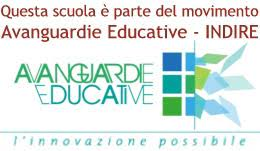 Questa scuola è parte del movimento
Avanguardie Educative - INDIRE
AVANGUARDIE
EDUCATIVE
l'innovazione possibile